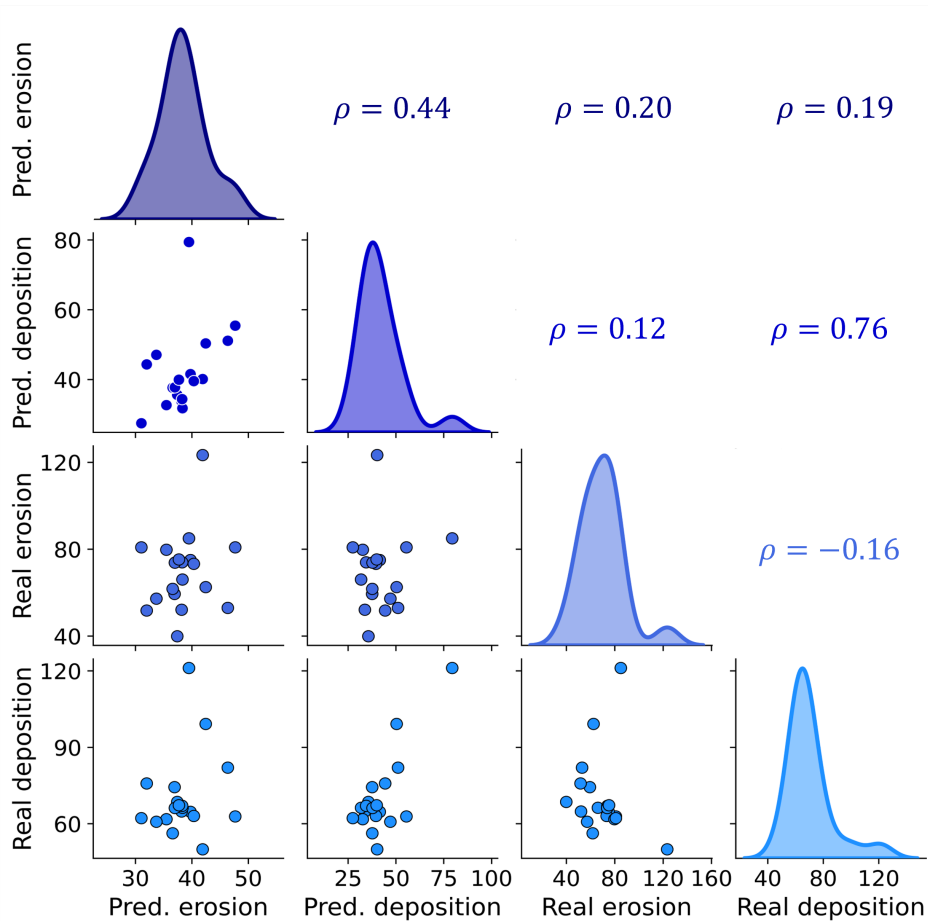 Pred. erosion
ρ = 0.44
ρ = 0.20
ρ = 0.19
Pred. deposition
80
60
40
ρ = 0.12
ρ = 0.76
Real erosion
120
80
40
ρ = −0.16
Real deposition
120
90
60
30 40 50
25 50 75 100
40 80 120 160
40 80 120
Pred. erosion
Pred. deposition
Real erosion
Real deposition